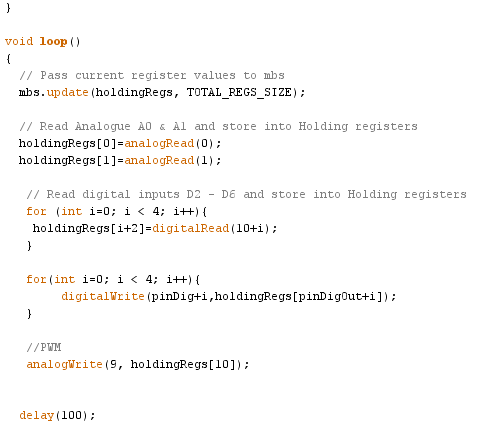 }
void loop()
{
  // Pass current register values to mbs
  mbs.update(holdingRegs, TOTAL_REGS_SIZE);
  // Read Analogue A0 & A1 and store into Holding registers
  holdingRegs[0]=analogRead(0);
  holdingRegs[1]=analogRead(1);
   // Read digital inputs D2 - D6 and store into Holding registers
   for (int i=0; i < 4; i++){
    holdingRegs[i+2]=digitalRead(10+i);
   }
   for(int i=0; i < 4; i++){
        digitalWrite(pinDig+i,holdingRegs[pinDigOut+i]);
   }
   //PWM
   analogWrite(9, holdingRegs[10]);
  delay(100);